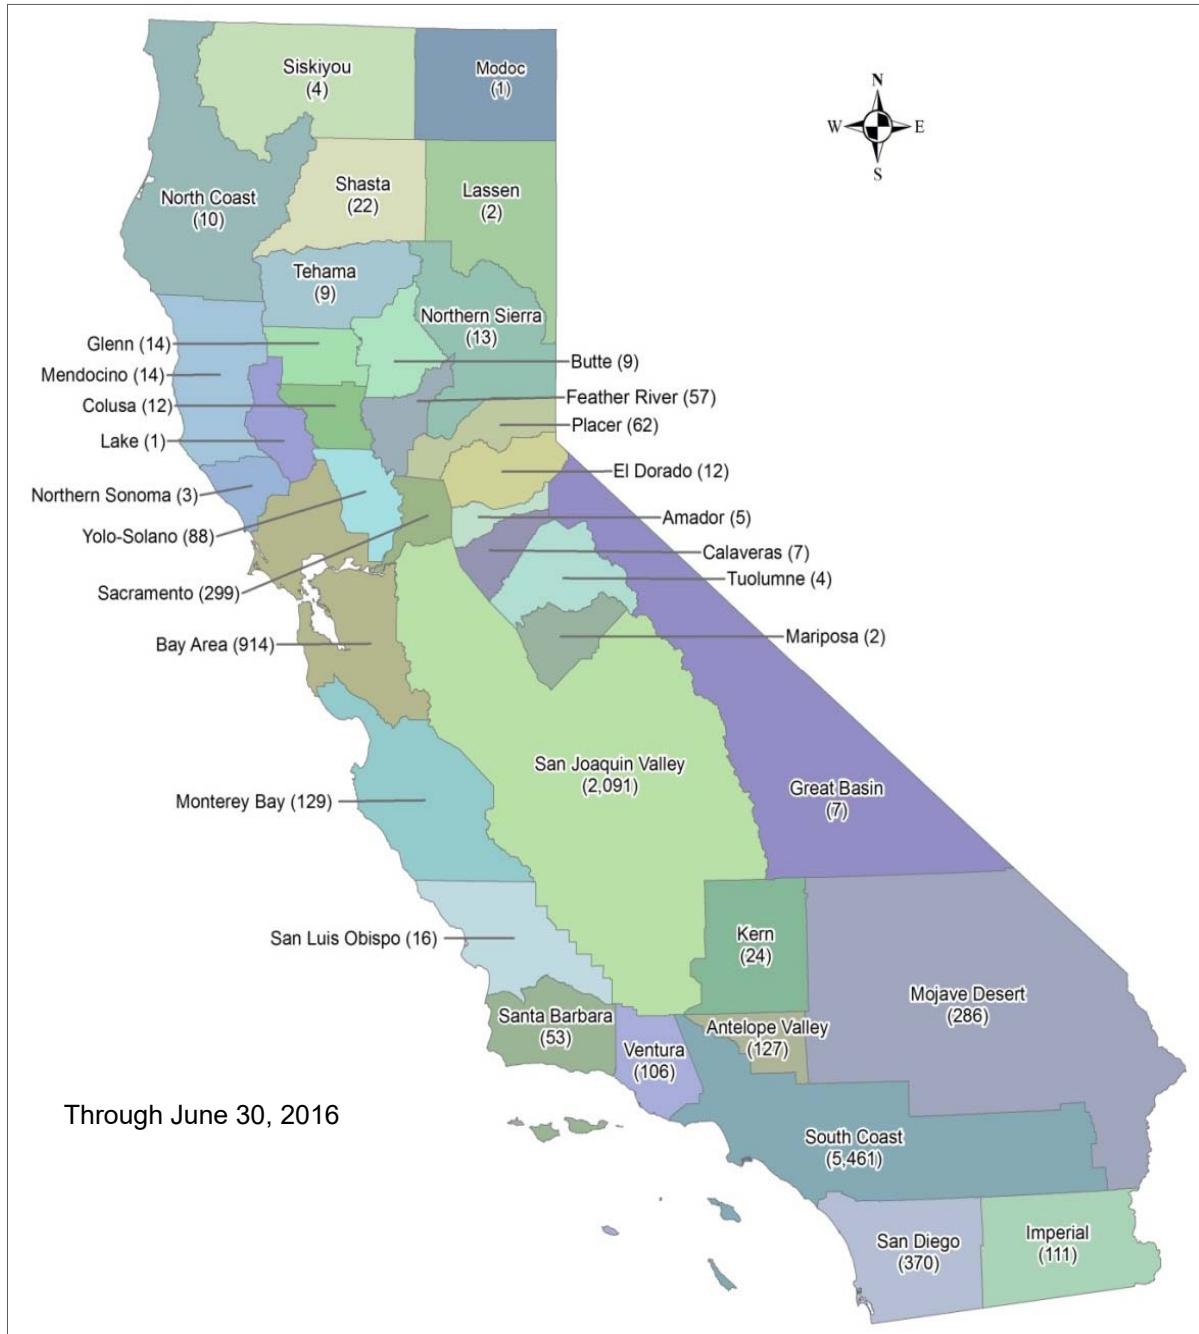 Siskiyou
(4)
Modoc
(1)
N
W
E
S
North Coast
(10)
Shasta
(22)
Lassen
(2)
Tehama
(9)
Northern Sierra
(13)
Glenn (14)
Mendocino (14)
Colusa (12)
Lake (1)
Northern Sonoma (3)
Yolo-Solano (88)
Sacramento (299)
Bay Area (914)
Butte (9)
Feather River (57)
Placer (62)
El Dorado (12)
Amador (5)
Calaveras (7)
Tuolumne (4)
Mariposa (2)
San Joaquin Valley
(2,091)
Great Basin
(7)
Monterey Bay (129)
San Luis Obispo (16)
Kern
(24)
Mojave Desert
(286)
Santa Barbara
(53)
Ventura
(106)
Antelope Valley
(127)
Through June 30, 2016
South Coast
(5,461)
San Diego
(370)
Imperial
(111)